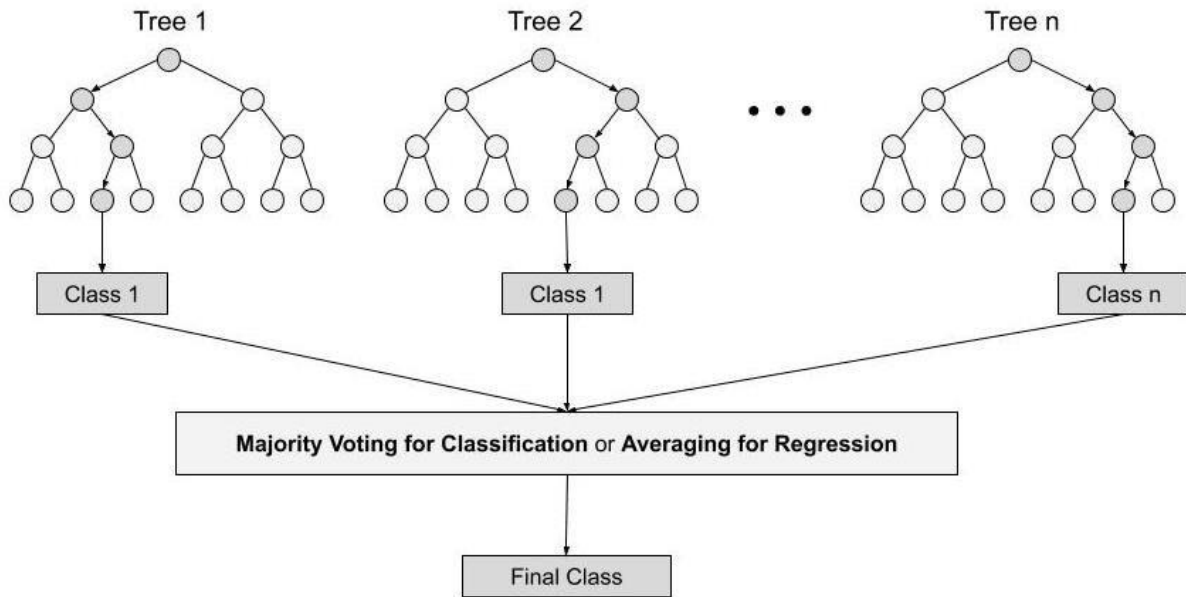 Tree 1
Tree 2
Tree n
Class 1
Class 1
Class n
Majority Voting for Classification or Averaging for Regression
Final Class